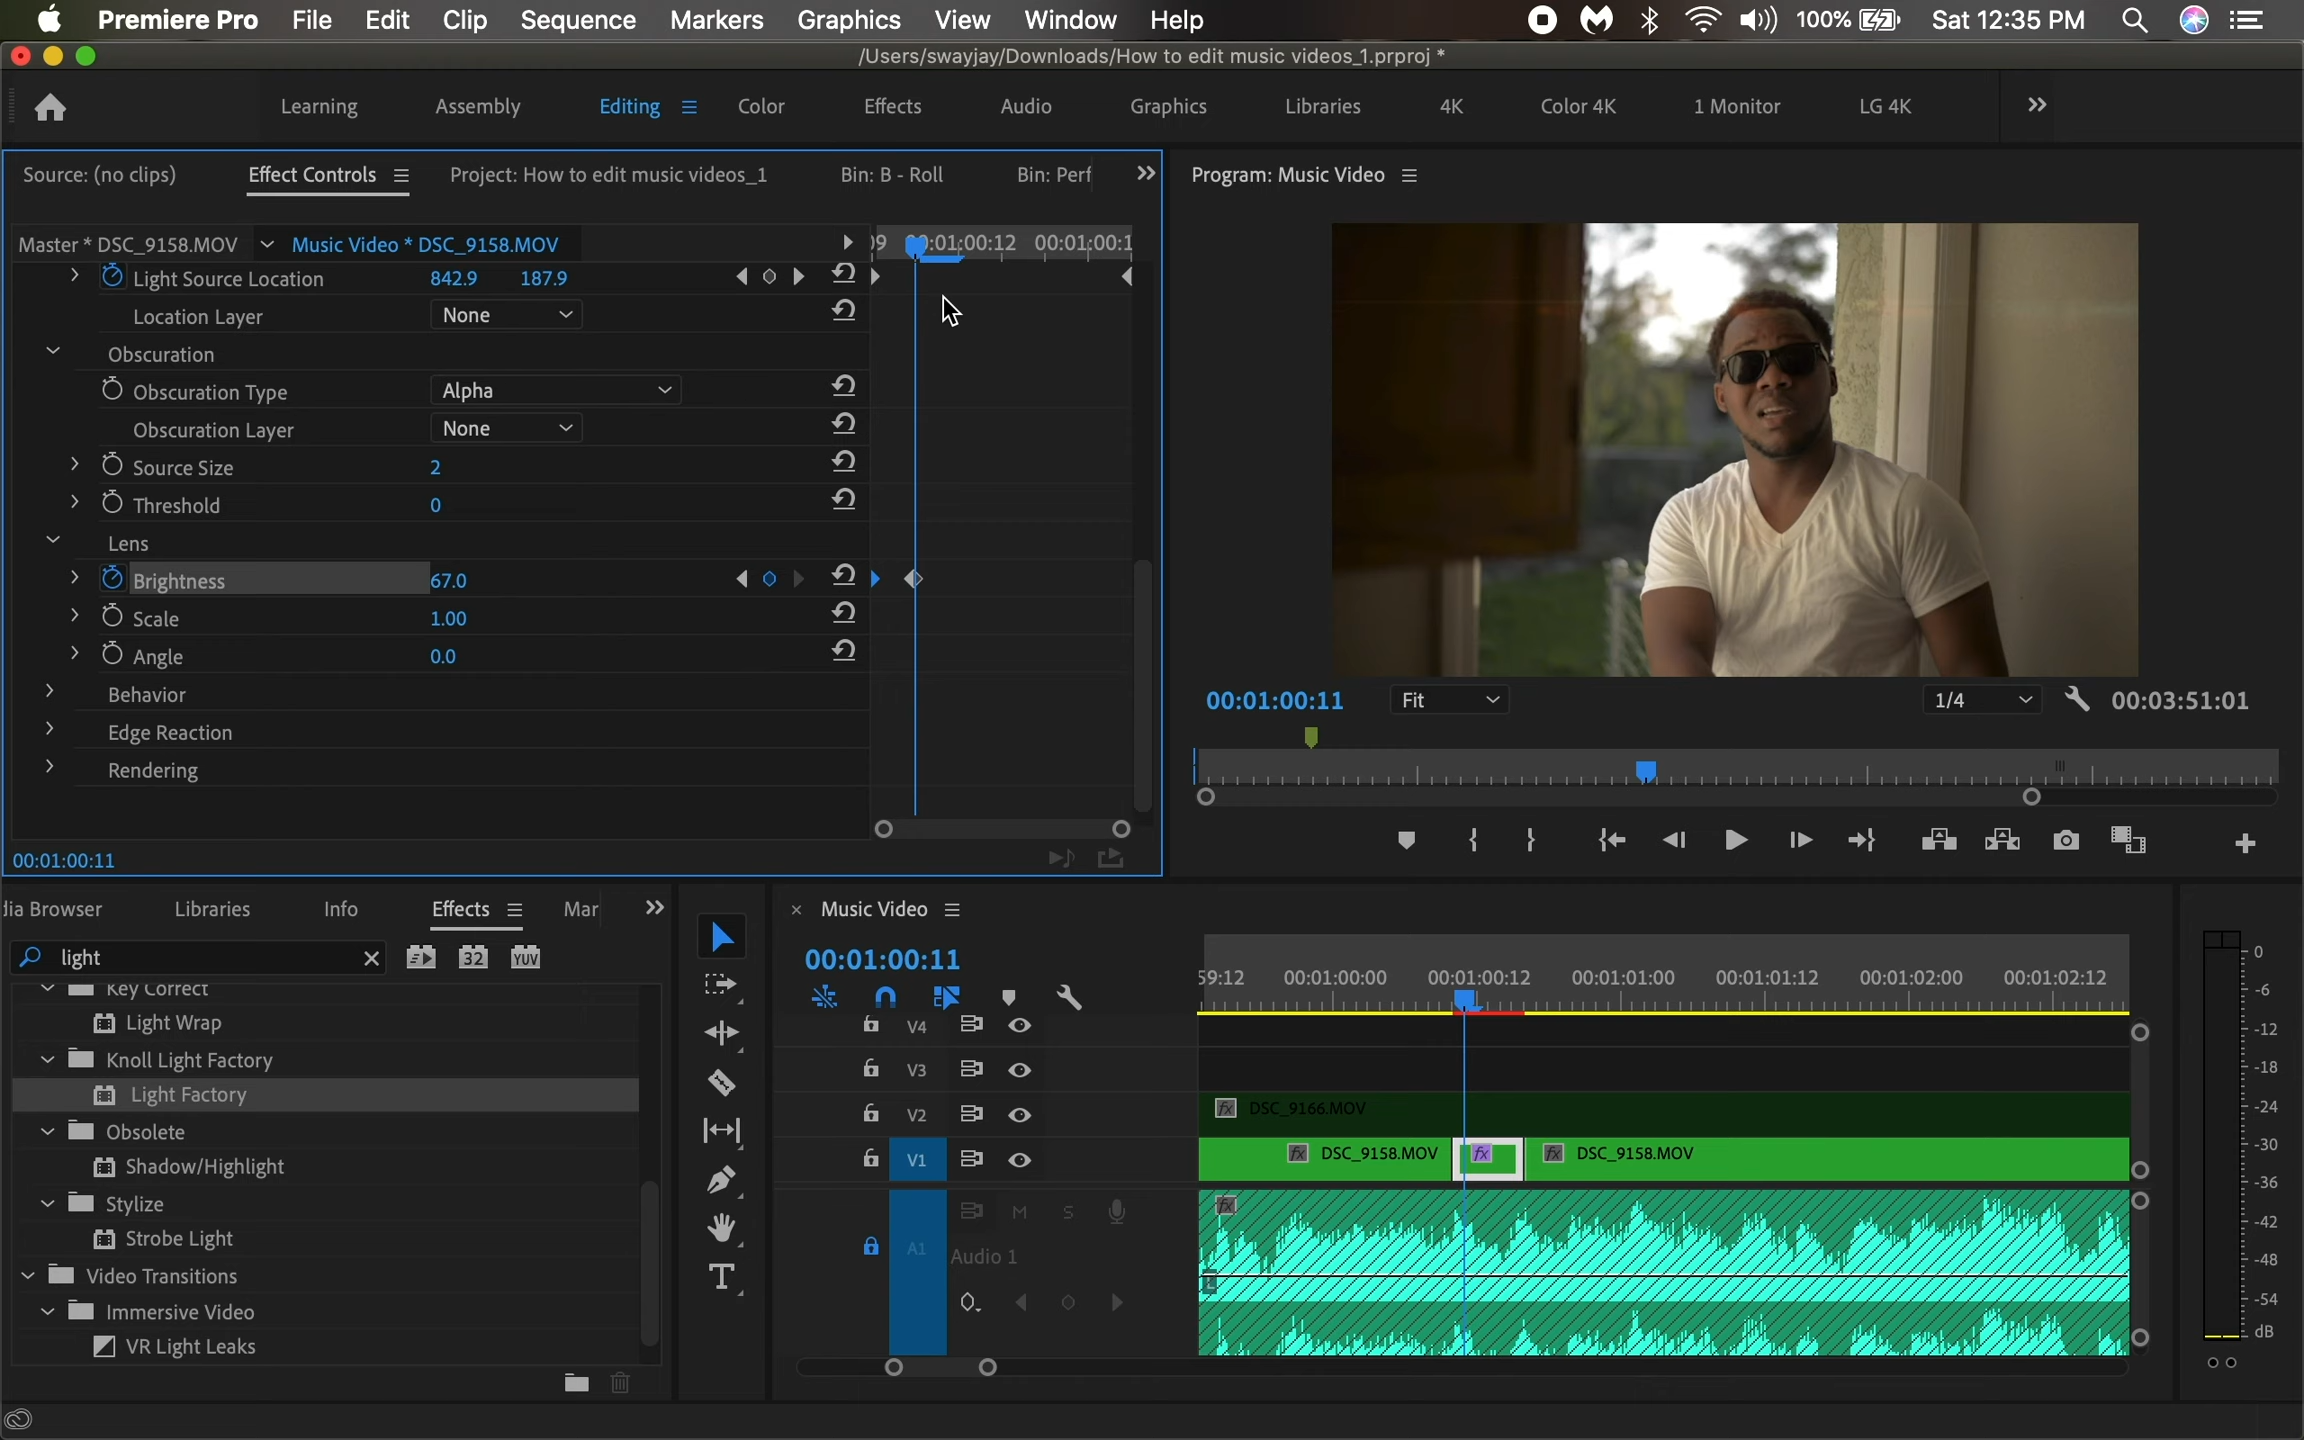 Premiere Pro File Edit Clip Sequence Markers Graphics View Window Help 100% Sat 12:35 PM
/Users/swayjay/Downloads/How to edit music videos_1.prproj *
Learning Assembly Editing Color Effects Audio Graphics Libraries 4K Color 4K 1 Monitor LG 4K
Source: (no clips) Effect Controls Project: How to edit music videos_1 Bin: B - Roll Bin: Perf
Program: Music Video
Master * DSC_9158.MOV Music Video * DSC_9158.MOV
:01:00:12 00:01:00:1
Light Source Location 842.9 187.9
Location Layer None
Obscuration
Obscuration Type Alpha
Obscuration Layer None
Source Size 2
Threshold 0
Lens
Brightness 67.0
Scale 1.00
Angle 0.0
Behavior
Edge Reaction
Rendering
00:01:00:11
00:01:00:11 Fit 1/4 00:03:51:01
dia Browser Libraries Info Effects Mar
light 32 YUV
Key Correct
Light Wrap
Knoll Light Factory
Light Factory
Obsolete
Shadow/Highlight
Stylize
Strobe Light
Video Transitions
Immersive Video
VR Light Leaks
Music Video
00:01:00:11
59:12 00:01:00:00 00:01:00:12 00:01:01:00 00:01:01:12 00:01:02:00 00:01:02:12
V4
V3
V2 fx DSC_9166.MOV
V1 fx DSC_9158.MOV fx fx DSC_9158.MOV
M S fx
A1 Audio 1
L
0
-6
-12
-18
-24
-30
-36
-42
-48
-54
dB